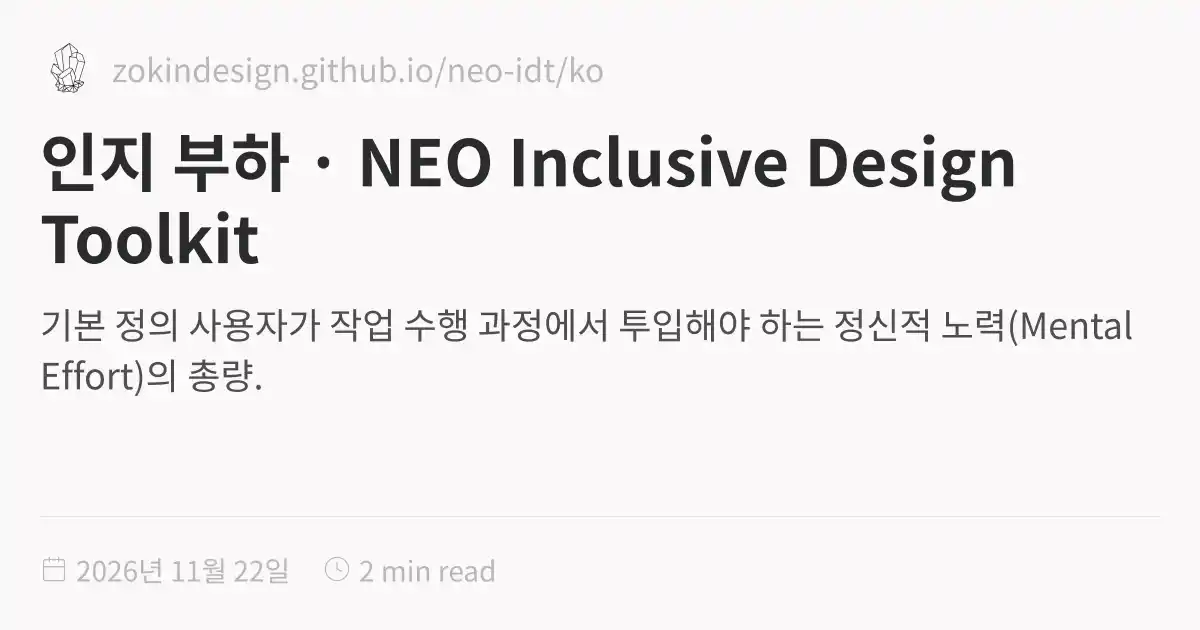 zokindesign.github.io/neo-idt/ko
인지 부하 · NEO Inclusive Design
Toolkit
기본 정의 사용자가 작업 수행 과정에서 투입해야 하는 정신적 노력(Mental
Effort)의 총량.
2026년 11월 22일 2 min read